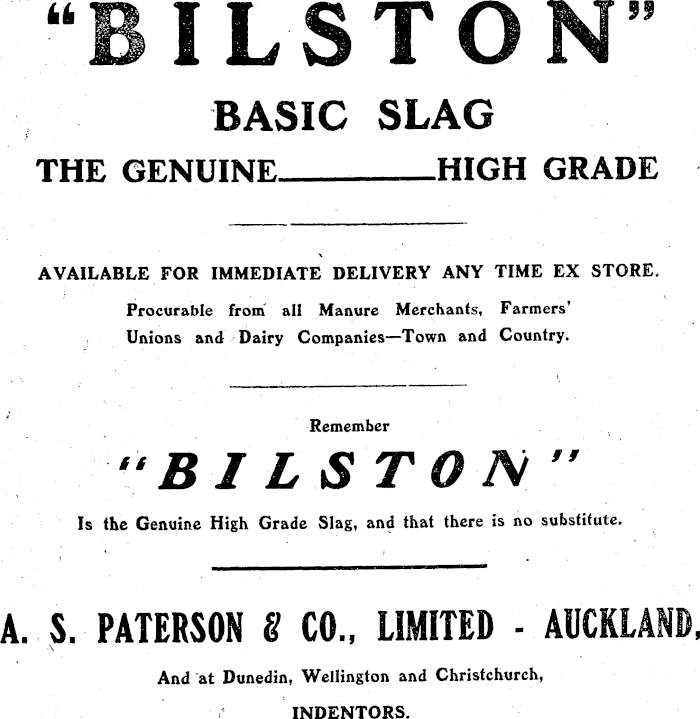 “BILSTON”
BASIC SLAG
THE GENUINE________HIGH GRADE
AVAILABLE FOR IMMEDIATE DELIVERY ANY TIME EX STORE.
Procurable from all Manure Merchants, Farmers'
Unions and Dairy Companies—Town and Country.
Remember
“BILSTON”
Is the Genuine High Grade Slag, and that there is no substitute.
A. S. PATERSON & CO., LIMITED - AUCKLAND,
And at Dunedin, Wellington and Christchurch,
INDENTORS.